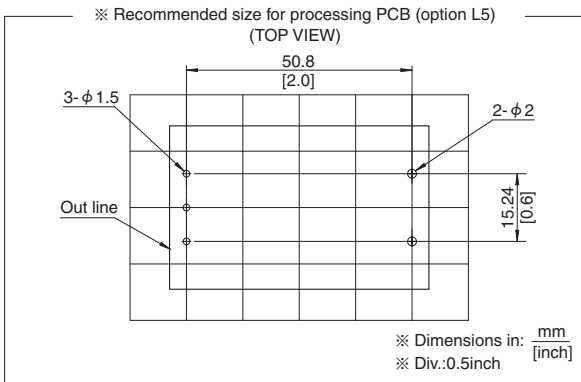 ※ Recommended size for processing PCB (option L5)
(TOP VIEW)
50.8
[2.0]
3-φ1.5
2-φ2
Out line
15.24
[0.6]
※ Dimensions in: mm
[inch]
※ Div.:0.5inch